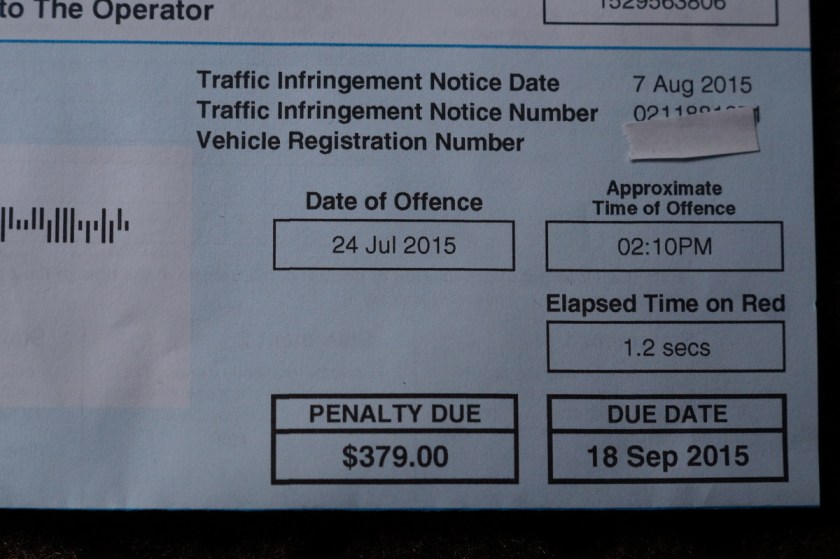 to The Operator
1529563806
Traffic Infringement Notice Date 7 Aug 2015
Traffic Infringement Notice Number
Vehicle Registration Number
Date of Offence
Approximate
Time of Offence
24 Jul 2015
02:10PM
Elapsed Time on Red
1.2 secs
PENALTY DUE
DUE DATE
$379.00
18 Sep 2015